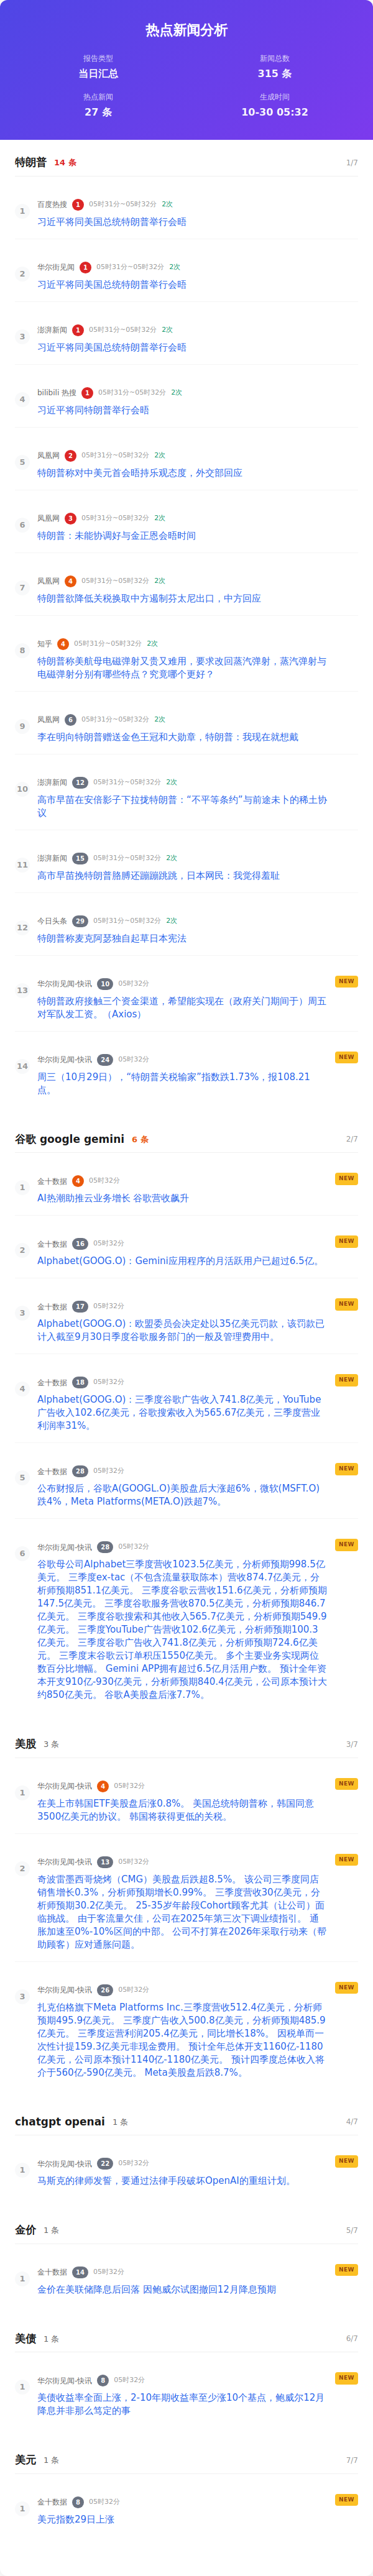 热点新闻分析
报告类型
当日汇总
新闻总数
315 条
热点新闻
27 条
生成时间
10-30 05:32
特朗普 14 条 1/7
1
百度热搜 1 05时31分~05时32分 2次
习近平将同美国总统特朗普举行会晤
2
华尔街见闻 1 05时31分~05时32分 2次
习近平将同美国总统特朗普举行会晤
3
澎湃新闻 1 05时31分~05时32分 2次
习近平将同美国总统特朗普举行会晤
4
bilibili 热搜 1 05时31分~05时32分 2次
习近平将同特朗普举行会晤
5
凤凰网 2 05时31分~05时32分 2次
特朗普称对中美元首会晤持乐观态度，外交部回应
6
凤凰网 3 05时31分~05时32分 2次
特朗普：未能协调好与金正恩会晤时间
7
凤凰网 4 05时31分~05时32分 2次
特朗普欲降低关税换取中方遏制芬太尼出口，中方回应
8
知乎 4 05时31分~05时32分 2次
特朗普称美航母电磁弹射又贵又难用，要求改回蒸汽弹射，蒸汽弹射与
电磁弹射分别有哪些特点？究竟哪个更好？
9
凤凰网 6 05时31分~05时32分 2次
李在明向特朗普赠送金色王冠和大勋章，特朗普：我现在就想戴
10
澎湃新闻 12 05时31分~05时32分 2次
高市早苗在安倍影子下拉拢特朗普：“不平等条约”与前途未卜的稀土协
议
11
澎湃新闻 15 05时31分~05时32分 2次
高市早苗挽特朗普胳膊还蹦蹦跳跳，日本网民：我觉得羞耻
12
今日头条 29 05时31分~05时32分 2次
特朗普称麦克阿瑟独自起草日本宪法
13
华尔街见闻-快讯 10 05时32分 NEW
特朗普政府接触三个资金渠道，希望能实现在（政府关门期间于）周五
对军队发工资。（Axios）
14
华尔街见闻-快讯 24 05时32分 NEW
周三（10月29日），“特朗普关税输家”指数跌1.73%，报108.21
点。
谷歌 google gemini 6 条 2/7
1
金十数据 4 05时32分 NEW
AI热潮助推云业务增长 谷歌营收飙升
2
金十数据 16 05时32分 NEW
Alphabet(GOOG.O)：Gemini应用程序的月活跃用户已超过6.5亿。
3
金十数据 17 05时32分 NEW
Alphabet(GOOG.O)：欧盟委员会决定处以35亿美元罚款，该罚款已
计入截至9月30日季度谷歌服务部门的一般及管理费用中。
4
金十数据 18 05时32分 NEW
Alphabet(GOOG.O)：三季度谷歌广告收入741.8亿美元，YouTube
广告收入102.6亿美元，谷歌搜索收入为565.67亿美元，三季度营业
利润率31%。
5
金十数据 28 05时32分 NEW
公布财报后，谷歌A(GOOGL.O)美股盘后大涨超6%，微软(MSFT.O)
跌4%，Meta Platforms(META.O)跌超7%。
6
华尔街见闻-快讯 28 05时32分 NEW
谷歌母公司Alphabet三季度营收1023.5亿美元，分析师预期998.5亿
美元。 三季度ex-tac（不包含流量获取陈本）营收874.7亿美元，分
析师预期851.1亿美元。 三季度谷歌云营收151.6亿美元，分析师预期
147.5亿美元。 三季度谷歌服务营收870.5亿美元，分析师预期846.7
亿美元。 三季度谷歌搜索和其他收入565.7亿美元，分析师预期549.9
亿美元。 三季度YouTube广告营收102.6亿美元，分析师预期100.3
亿美元。 三季度谷歌广告收入741.8亿美元，分析师预期724.6亿美
元。 三季度末谷歌云订单积压1550亿美元。 多个主要业务实现两位
数百分比增幅。 Gemini APP拥有超过6.5亿月活用户数。 预计全年资
本开支910亿-930亿美元，分析师预期840.4亿美元，公司原本预计大
约850亿美元。 谷歌A美股盘后涨7.7%。
美股 3 条 3/7
1
华尔街见闻-快讯 4 05时32分 NEW
在美上市韩国ETF美股盘后涨0.8%。 美国总统特朗普称，韩国同意
3500亿美元的协议。 韩国将获得更低的关税。
2
华尔街见闻-快讯 13 05时32分 NEW
奇波雷墨西哥烧烤（CMG）美股盘后跌超8.5%。 该公司三季度同店
销售增长0.3%，分析师预期增长0.99%。 三季度营收30亿美元，分
析师预期30.2亿美元。 25-35岁年龄段Cohort顾客尤其（让公司）面
临挑战。 由于客流量欠佳，公司在2025年第三次下调业绩指引。 通
胀加速至0%-10%区间的中部。 公司不打算在2026年采取行动来（帮
助顾客）应对通胀问题。
3
华尔街见闻-快讯 26 05时32分 NEW
扎克伯格旗下Meta Platforms Inc.三季度营收512.4亿美元，分析师
预期495.9亿美元。 三季度广告收入500.8亿美元，分析师预期485.9
亿美元。 三季度运营利润205.4亿美元，同比增长18%。 因税单而一
次性计提159.3亿美元非现金费用。 预计全年总体开支1160亿-1180
亿美元，公司原本预计1140亿-1180亿美元。 预计四季度总体收入将
介于560亿-590亿美元。 Meta美股盘后跌8.7%。
chatgpt openai 1 条 4/7
1
华尔街见闻-快讯 22 05时32分 NEW
马斯克的律师发誓，要通过法律手段破坏OpenAI的重组计划。
金价 1 条 5/7
1
金十数据 14 05时32分 NEW
金价在美联储降息后回落 因鲍威尔试图撤回12月降息预期
美债 1 条 6/7
1
华尔街见闻-快讯 8 05时32分 NEW
美债收益率全面上涨，2-10年期收益率至少涨10个基点，鲍威尔12月
降息并非那么笃定的事
美元 1 条 7/7
1
金十数据 8 05时32分 NEW
美元指数29日上涨